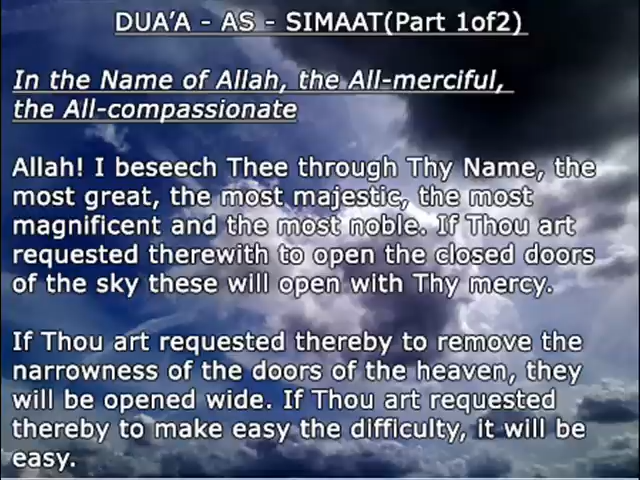 DUA'A - AS - SIMAAT(Part 1of2)
In the Name of Allah, the All-merciful,
the All-compassionate
Allah! I beseech Thee through Thy Name, the
most great, the most majestic, the most
magnificent and the most noble. If Thou art
requested therewith to open the closed doors
of the sky these will open with Thy mercy.
If Thou art requested thereby to remove the
narrowness of the doors of the heaven, they
will be opened wide. If Thou art requested
thereby to make easy the difficulty, it will be
easy.